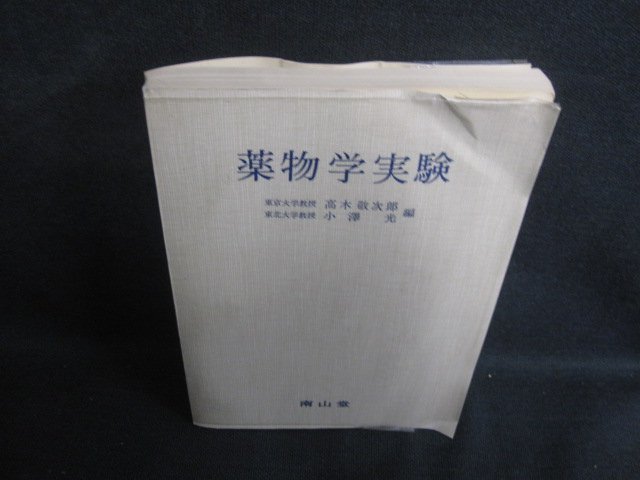 薬物学実験
東京大学教授 高木敬次郎
東北大学教授 小澤光 編
南山堂